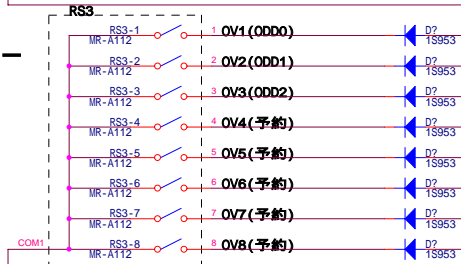 RS3
RS3-1 1 OV1(ODD0) D?
MR-A112 1S953
RS3-2 2 OV2(ODD1) D?
MR-A112 1S953
RS3-3 3 OV3(ODD2) D?
MR-A112 1S953
RS3-4 4 OV4(予約) D?
MR-A112 1S953
RS3-5 5 OV5(予約) D?
MR-A112 1S953
RS3-6 6 OV6(予約) D?
MR-A112 1S953
RS3-7 7 OV7(予約) D?
MR-A112 1S953
COM1 RS3-8 8 OV8(予約) D?
MR-A112 1S953